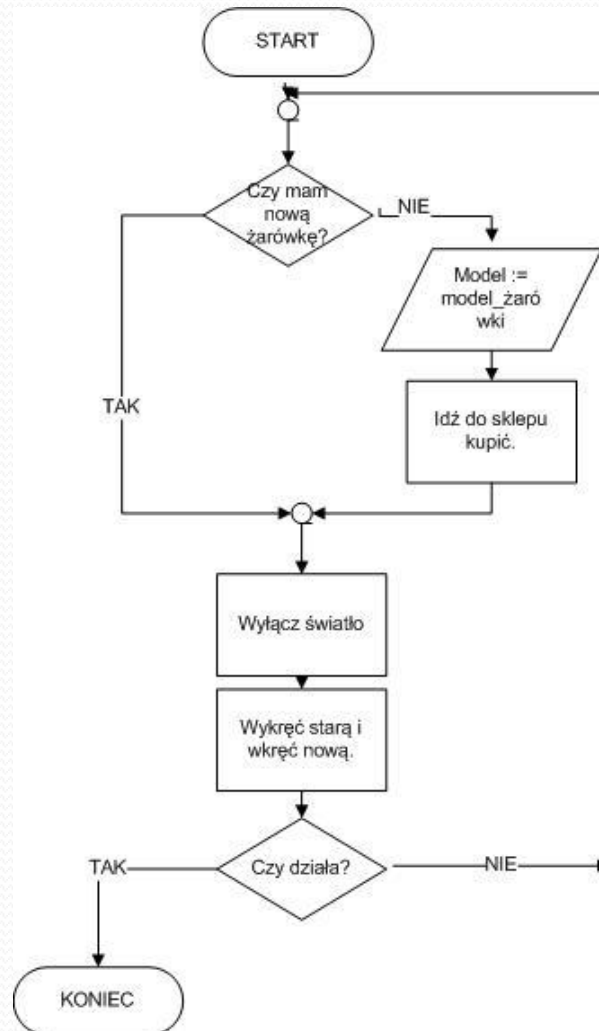 START
Czy mam
nową
żarówkę?
NIE
Model :=
model_żaró
wki
TAK
Idź do sklepu
kupić.
Wyłącz światło
Wykręć starą i
wkręć nową.
TAK
Czy działa?
NIE
KONIEC